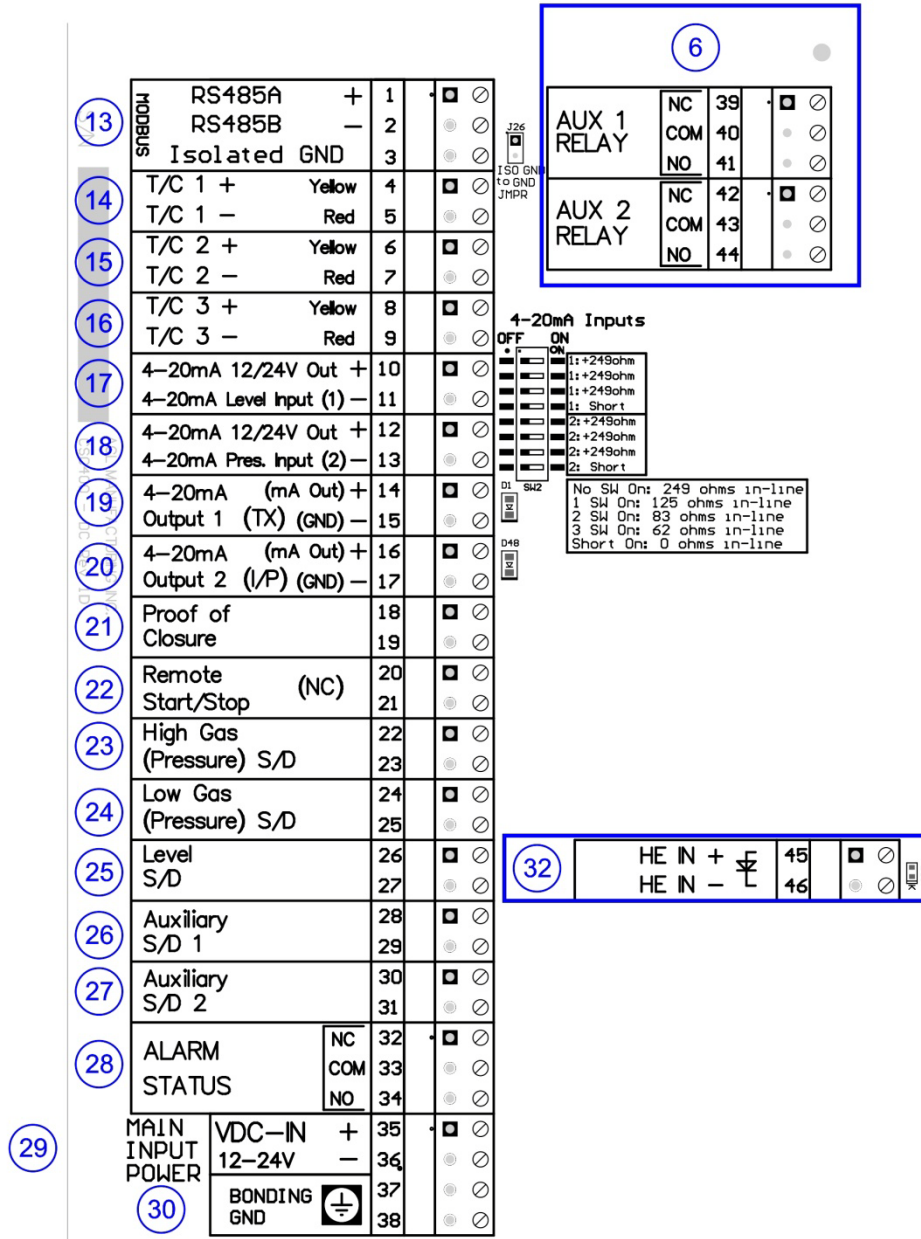 6
AUX 1 RELAY NC 39
COM 40
NO 41
AUX 2 RELAY NC 42
COM 43
NO 44
13 MODBUS RS485A + 1
RS485B – 2
Isolated GND 3
J26
ISO GND
to GND
JMPR
14 T/C 1 + Yellow 4
T/C 1 – Red 5
15 T/C 2 + Yellow 6
T/C 2 – Red 7
16 T/C 3 + Yellow 8
T/C 3 – Red 9
17 4–20mA 12/24V Out + 10
4–20mA Level Input (1) – 11
18 4–20mA 12/24V Out + 12
4–20mA Pres. Input (2) – 13
19 4–20mA (mA Out) + 14
Output 1 (TX) (GND) – 15
20 4–20mA (mA Out) + 16
Output 2 (I/P) (GND) – 17
4-20mA Inputs
OFF ON
ON
1:+249ohm
1:+249ohm
1:+249ohm
1: Short
2:+249ohm
2:+249ohm
2:+249ohm
2: Short
SW2
D1
D48
No SW On: 249 ohms in-line
1 SW On: 125 ohms in-line
2 SW On: 83 ohms in-line
3 SW On: 62 ohms in-line
Short On: 0 ohms in-line
21 Proof of 18
Closure 19
22 Remote (NC) 20
Start/Stop 21
23 High Gas 22
(Pressure) S/D 23
24 Low Gas 24
(Pressure) S/D 25
25 Level 26
S/D 27
32 HE IN + 45
HE IN – 46
26 Auxiliary 28
S/D 1 29
27 Auxiliary 30
S/D 2 31
28 ALARM STATUS NC 32
COM 33
NO 34
29
MAIN INPUT POWER VDC–IN + 35
12–24V – 36
30 BONDING GND 37
38